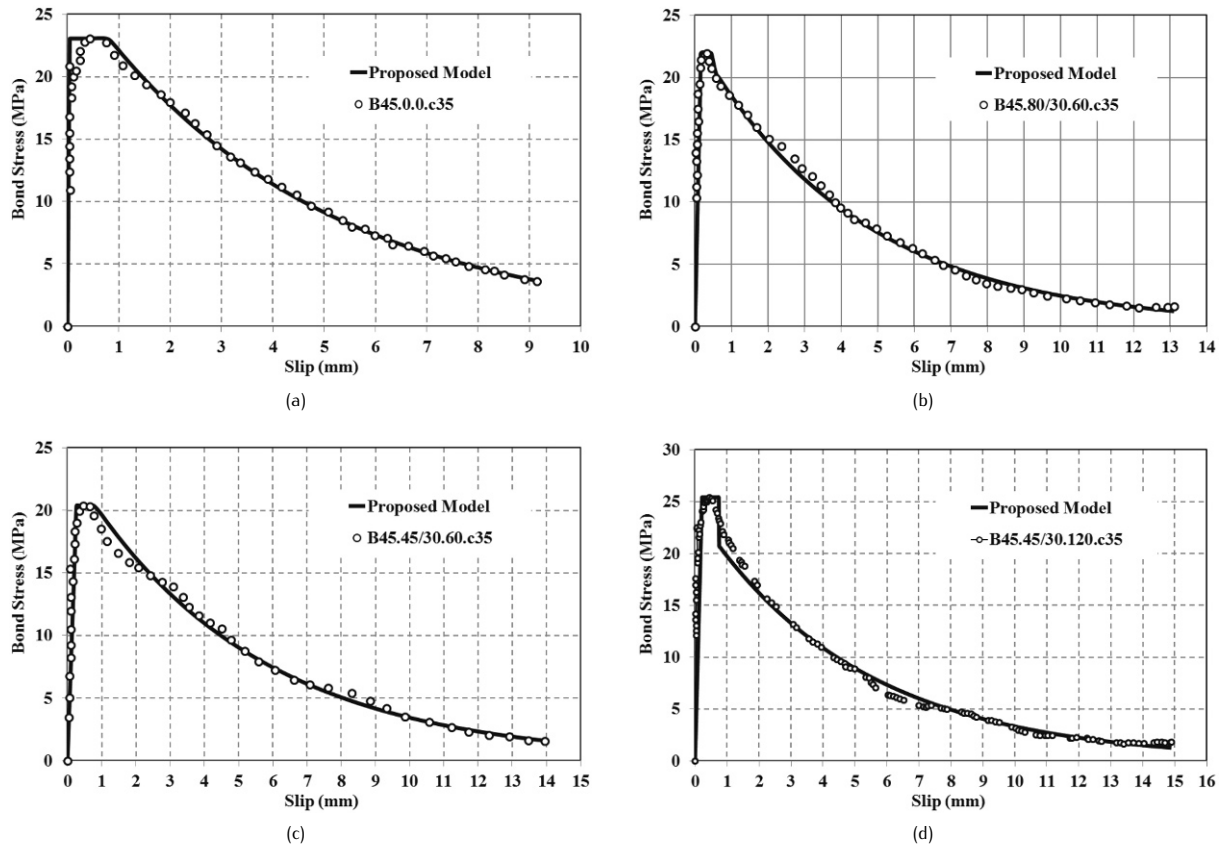 25
20
15
10
5
0
Bond Stress (MPa)
Proposed Model
B45.0.0.c35
0 1 2 3 4 5 6 7 8 9 10
Slip (mm)
(a)
25
20
15
10
5
0
Bond Stress (MPa)
Proposed Model
B45.80/30.60.c35
0 1 2 3 4 5 6 7 8 9 10 11 12 13 14
Slip (mm)
(b)
25
20
15
10
5
0
Bond Stress (MPa)
Proposed Model
B45.45/30.60.c35
0 1 2 3 4 5 6 7 8 9 10 11 12 13 14 15
Slip (mm)
(c)
30
25
20
15
10
5
0
Bond Stress (MPa)
Proposed Model
B45.45/30.120.c35
0 1 2 3 4 5 6 7 8 9 10 11 12 13 14 15 16
Slip (mm)
(d)